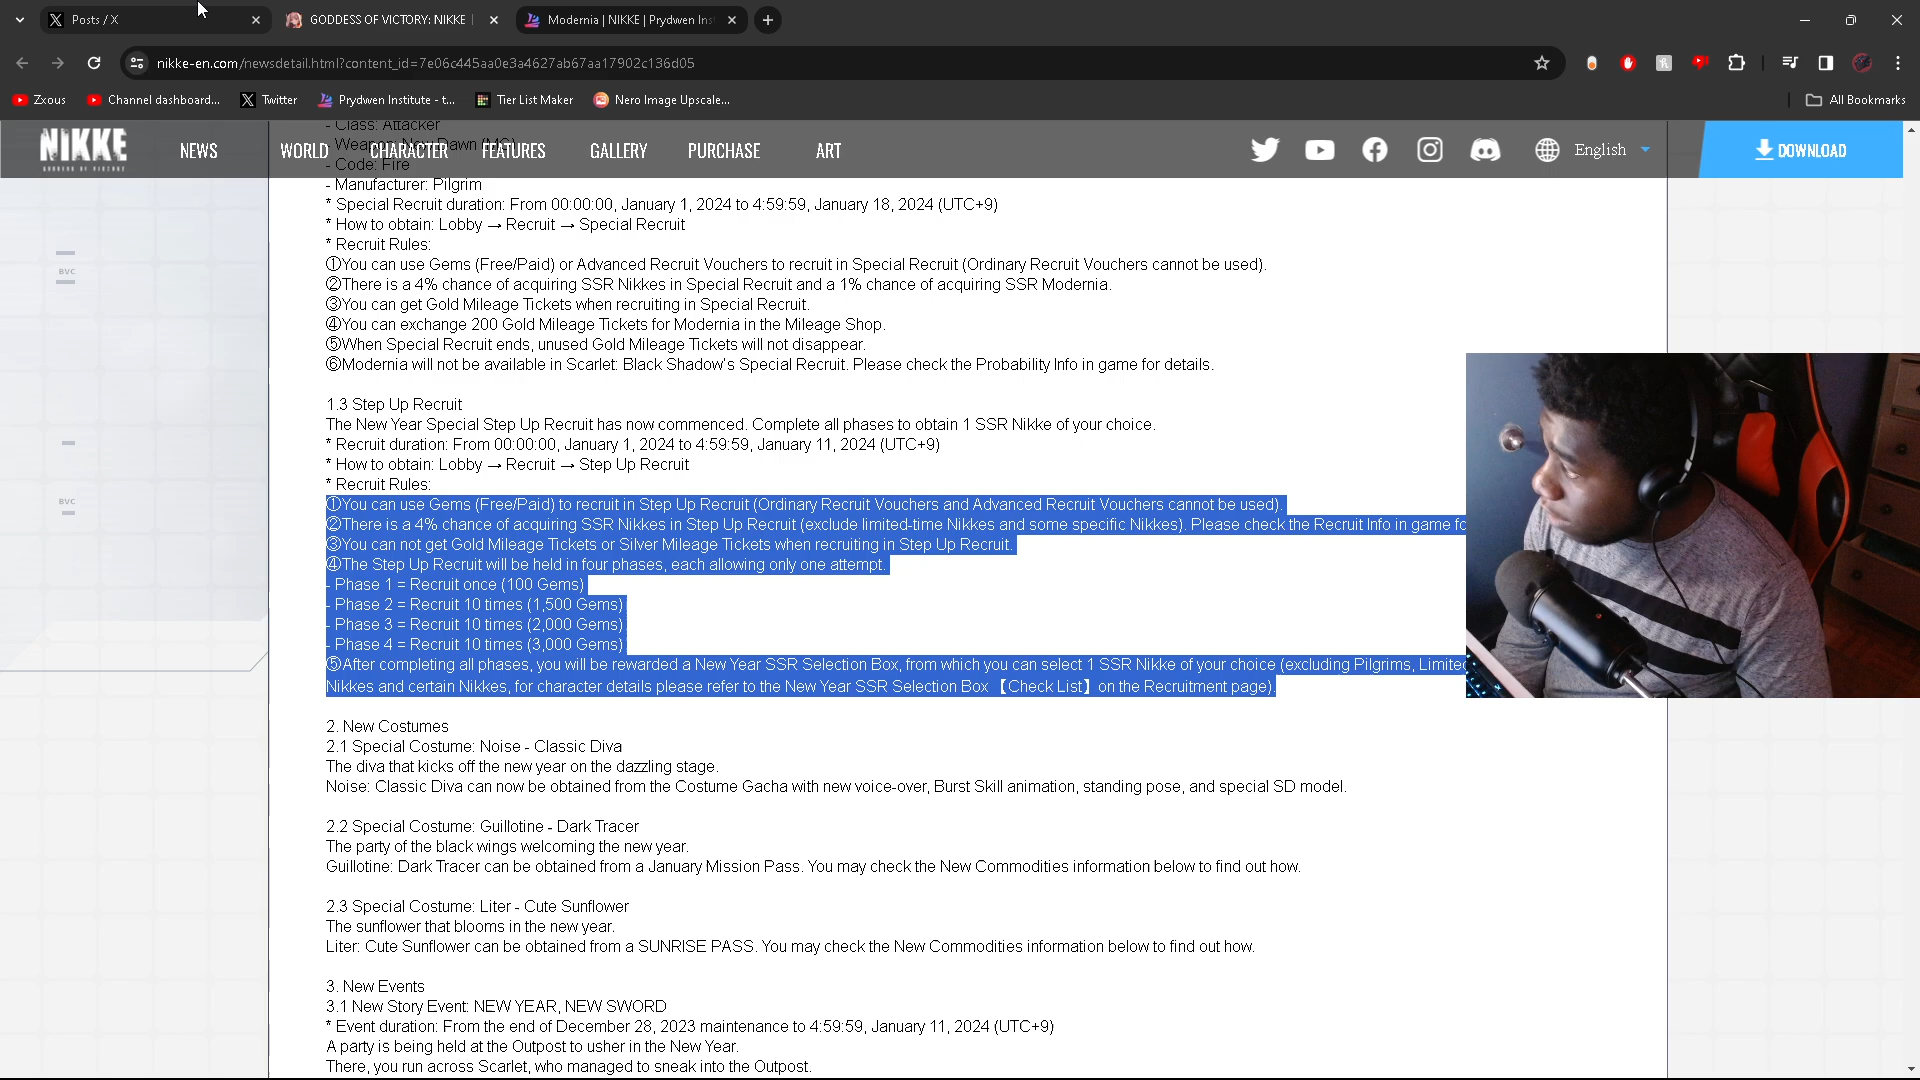 Posts / X
GODDESS OF VICTORY: NIKKE |
Modernia | NIKKE | Prydwen Ins
nikke-en.com/newsdetail.html?content_id=7e06c445aa0e3a4627ab67aa17902c136d05
Zxous
Channel dashboard...
Twitter
Prydwen Institute - t...
Tier List Maker
Nero Image Upscale...
All Bookmarks
NIKKE
GODDESS OF VICTORY
NEWS
WORLD
CHARACTER
FEATURES
GALLERY
PURCHASE
ART
English
DOWNLOAD
- Class: Attacker
- Weapon: New Dawn (MG)
- Code: Fire
- Manufacturer: Pilgrim
* Special Recruit duration: From 00:00:00, January 1, 2024 to 4:59:59, January 18, 2024 (UTC+9)
* How to obtain: Lobby → Recruit → Special Recruit
* Recruit Rules:
①You can use Gems (Free/Paid) or Advanced Recruit Vouchers to recruit in Special Recruit (Ordinary Recruit Vouchers cannot be used).
②There is a 4% chance of acquiring SSR Nikkes in Special Recruit and a 1% chance of acquiring SSR Modernia.
③You can get Gold Mileage Tickets when recruiting in Special Recruit.
④You can exchange 200 Gold Mileage Tickets for Modernia in the Mileage Shop.
⑤When Special Recruit ends, unused Gold Mileage Tickets will not disappear.
⑥Modernia will not be available in Scarlet: Black Shadow's Special Recruit. Please check the Probability Info in game for details.
1.3 Step Up Recruit
The New Year Special Step Up Recruit has now commenced. Complete all phases to obtain 1 SSR Nikke of your choice.
* Recruit duration: From 00:00:00, January 1, 2024 to 4:59:59, January 11, 2024 (UTC+9)
* How to obtain: Lobby → Recruit → Step Up Recruit
* Recruit Rules:
①You can use Gems (Free/Paid) to recruit in Step Up Recruit (Ordinary Recruit Vouchers and Advanced Recruit Vouchers cannot be used).
②There is a 4% chance of acquiring SSR Nikkes in Step Up Recruit (exclude limited-time Nikkes and some specific Nikkes). Please check the Recruit Info in game fo
③You can not get Gold Mileage Tickets or Silver Mileage Tickets when recruiting in Step Up Recruit.
④The Step Up Recruit will be held in four phases, each allowing only one attempt.
- Phase 1 = Recruit once (100 Gems)
- Phase 2 = Recruit 10 times (1,500 Gems)
- Phase 3 = Recruit 10 times (2,000 Gems)
- Phase 4 = Recruit 10 times (3,000 Gems)
⑤After completing all phases, you will be rewarded a New Year SSR Selection Box, from which you can select 1 SSR Nikke of your choice (excluding Pilgrims, Limited
Nikkes and certain Nikkes, for character details please refer to the New Year SSR Selection Box 【Check List】 on the Recruitment page).
2. New Costumes
2.1 Special Costume: Noise - Classic Diva
The diva that kicks off the new year on the dazzling stage.
Noise: Classic Diva can now be obtained from the Costume Gacha with new voice-over, Burst Skill animation, standing pose, and special SD model.
2.2 Special Costume: Guillotine - Dark Tracer
The party of the black wings welcoming the new year.
Guillotine: Dark Tracer can be obtained from a January Mission Pass. You may check the New Commodities information below to find out how.
2.3 Special Costume: Liter - Cute Sunflower
The sunflower that blooms in the new year.
Liter: Cute Sunflower can be obtained from a SUNRISE PASS. You may check the New Commodities information below to find out how.
3. New Events
3.1 New Story Event: NEW YEAR, NEW SWORD
* Event duration: From the end of December 28, 2023 maintenance to 4:59:59, January 11, 2024 (UTC+9)
A party is being held at the Outpost to usher in the New Year.
There, you run across Scarlet, who managed to sneak into the Outpost.
BVC
BVC